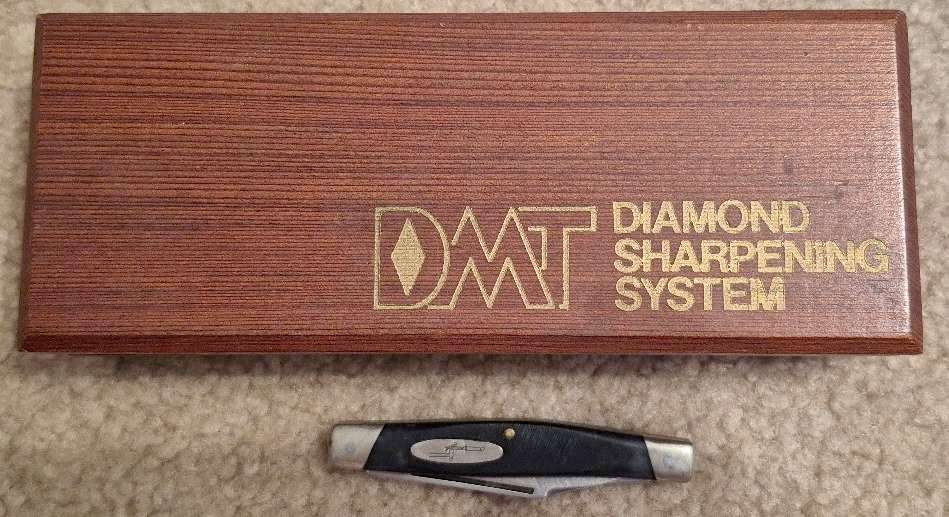 DMT
DIAMOND
SHARPENING
SYSTEM